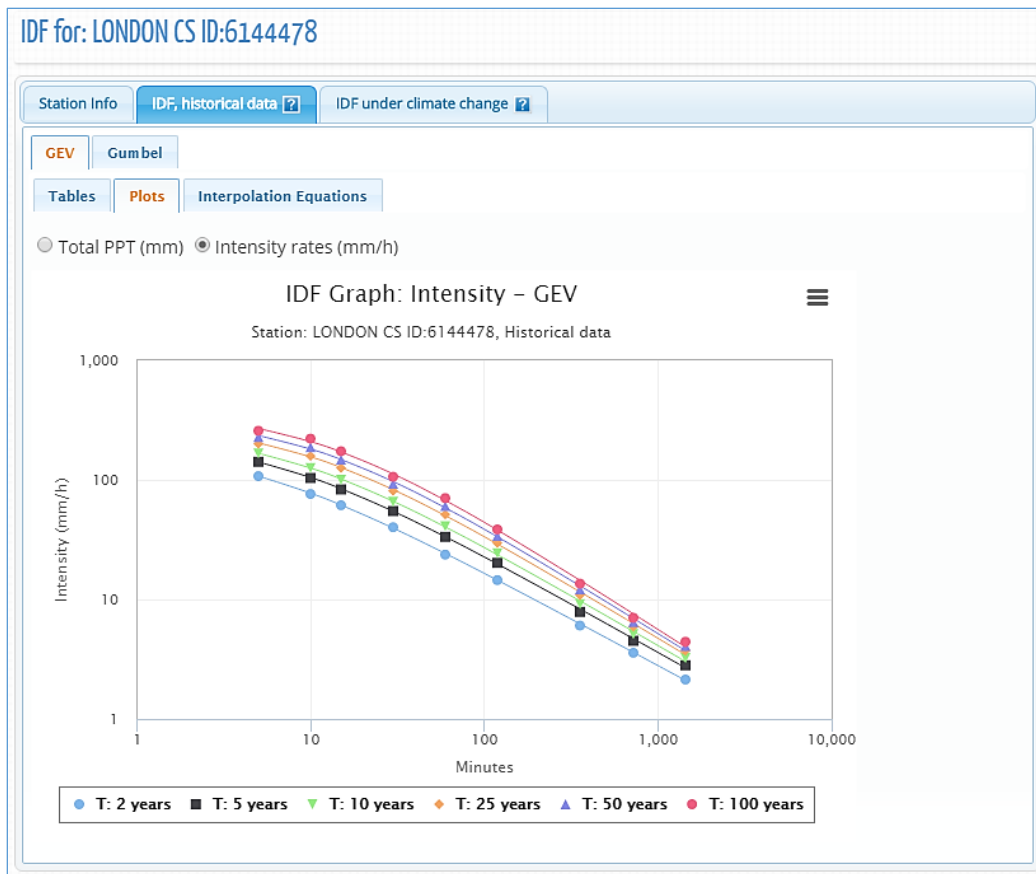 IDF for: LONDON CS ID:6144478
Station Info IDF, historical data ? IDF under climate change ?
GEV Gumbel
Tables Plots Interpolation Equations
Total PPT (mm) Intensity rates (mm/h)
IDF Graph: Intensity – GEV
Station: LONDON CS ID:6144478, Historical data
Intensity (mm/h)
1,000
100
10
1
1 10 100 1,000 10,000
Minutes
T: 2 years T: 5 years T: 10 years T: 25 years T: 50 years T: 100 years